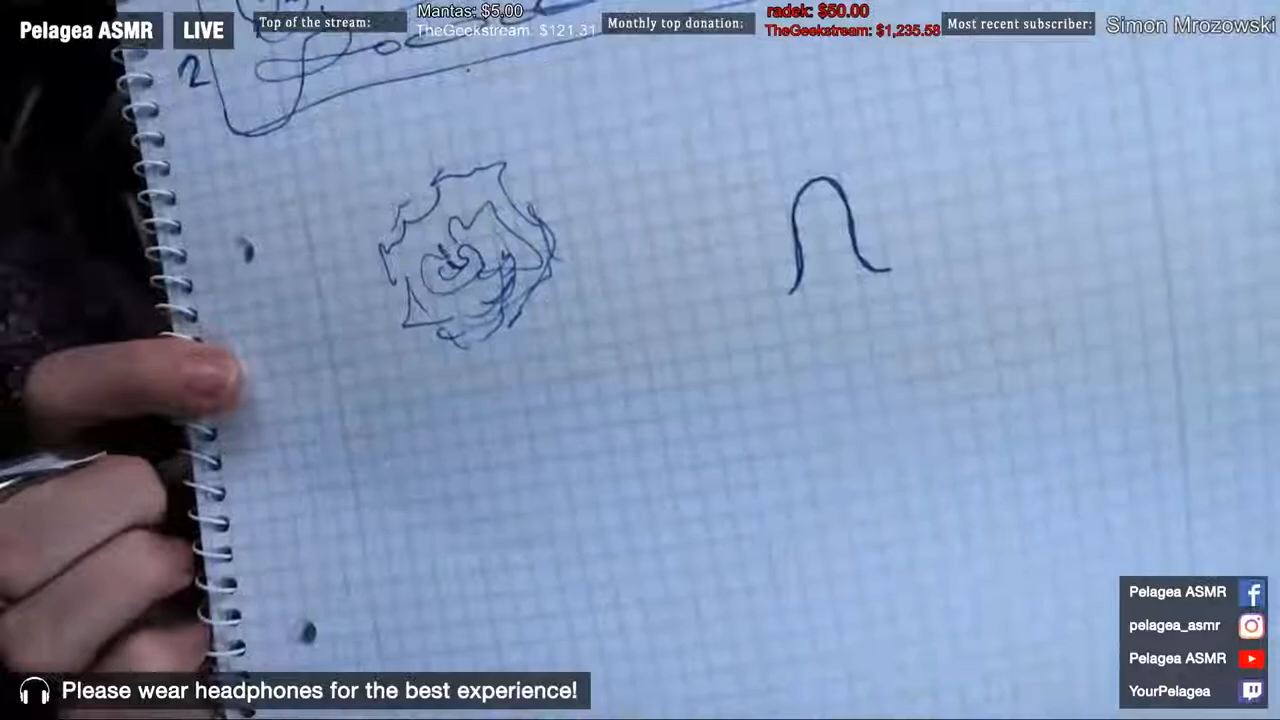 Pelagea ASMR LIVE Top of the stream: Mantas: $5.00 Monthly top donation: radek: $50.00 Most recent subscriber: Simon Mrozowski
TheGeekstream: $121.31 TheGeekstream: $1,235.58
2
Pelagea ASMR
pelagea_asmr
Pelagea ASMR
YourPelagea
Please wear headphones for the best experience!